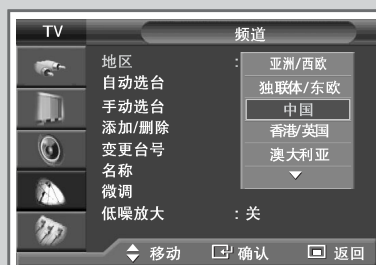 TV
频道
地区 : 亚洲/西欧
自动选台
独联体/东欧
手动选台
中国
添加/删除
香港/英国
变更台号
澳大利亚
名称
微调
低噪放大 : 关
移动 确认 返回